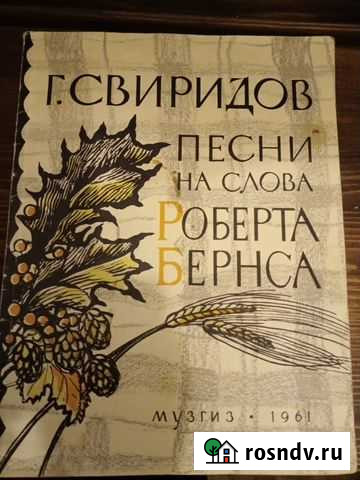 Г. СВИРИДОВ
ПЕСНИ
НА СЛОВА
РОБЕРТА
БЕРНСА
МУЗГИЗ • 1961
rosndv.ru